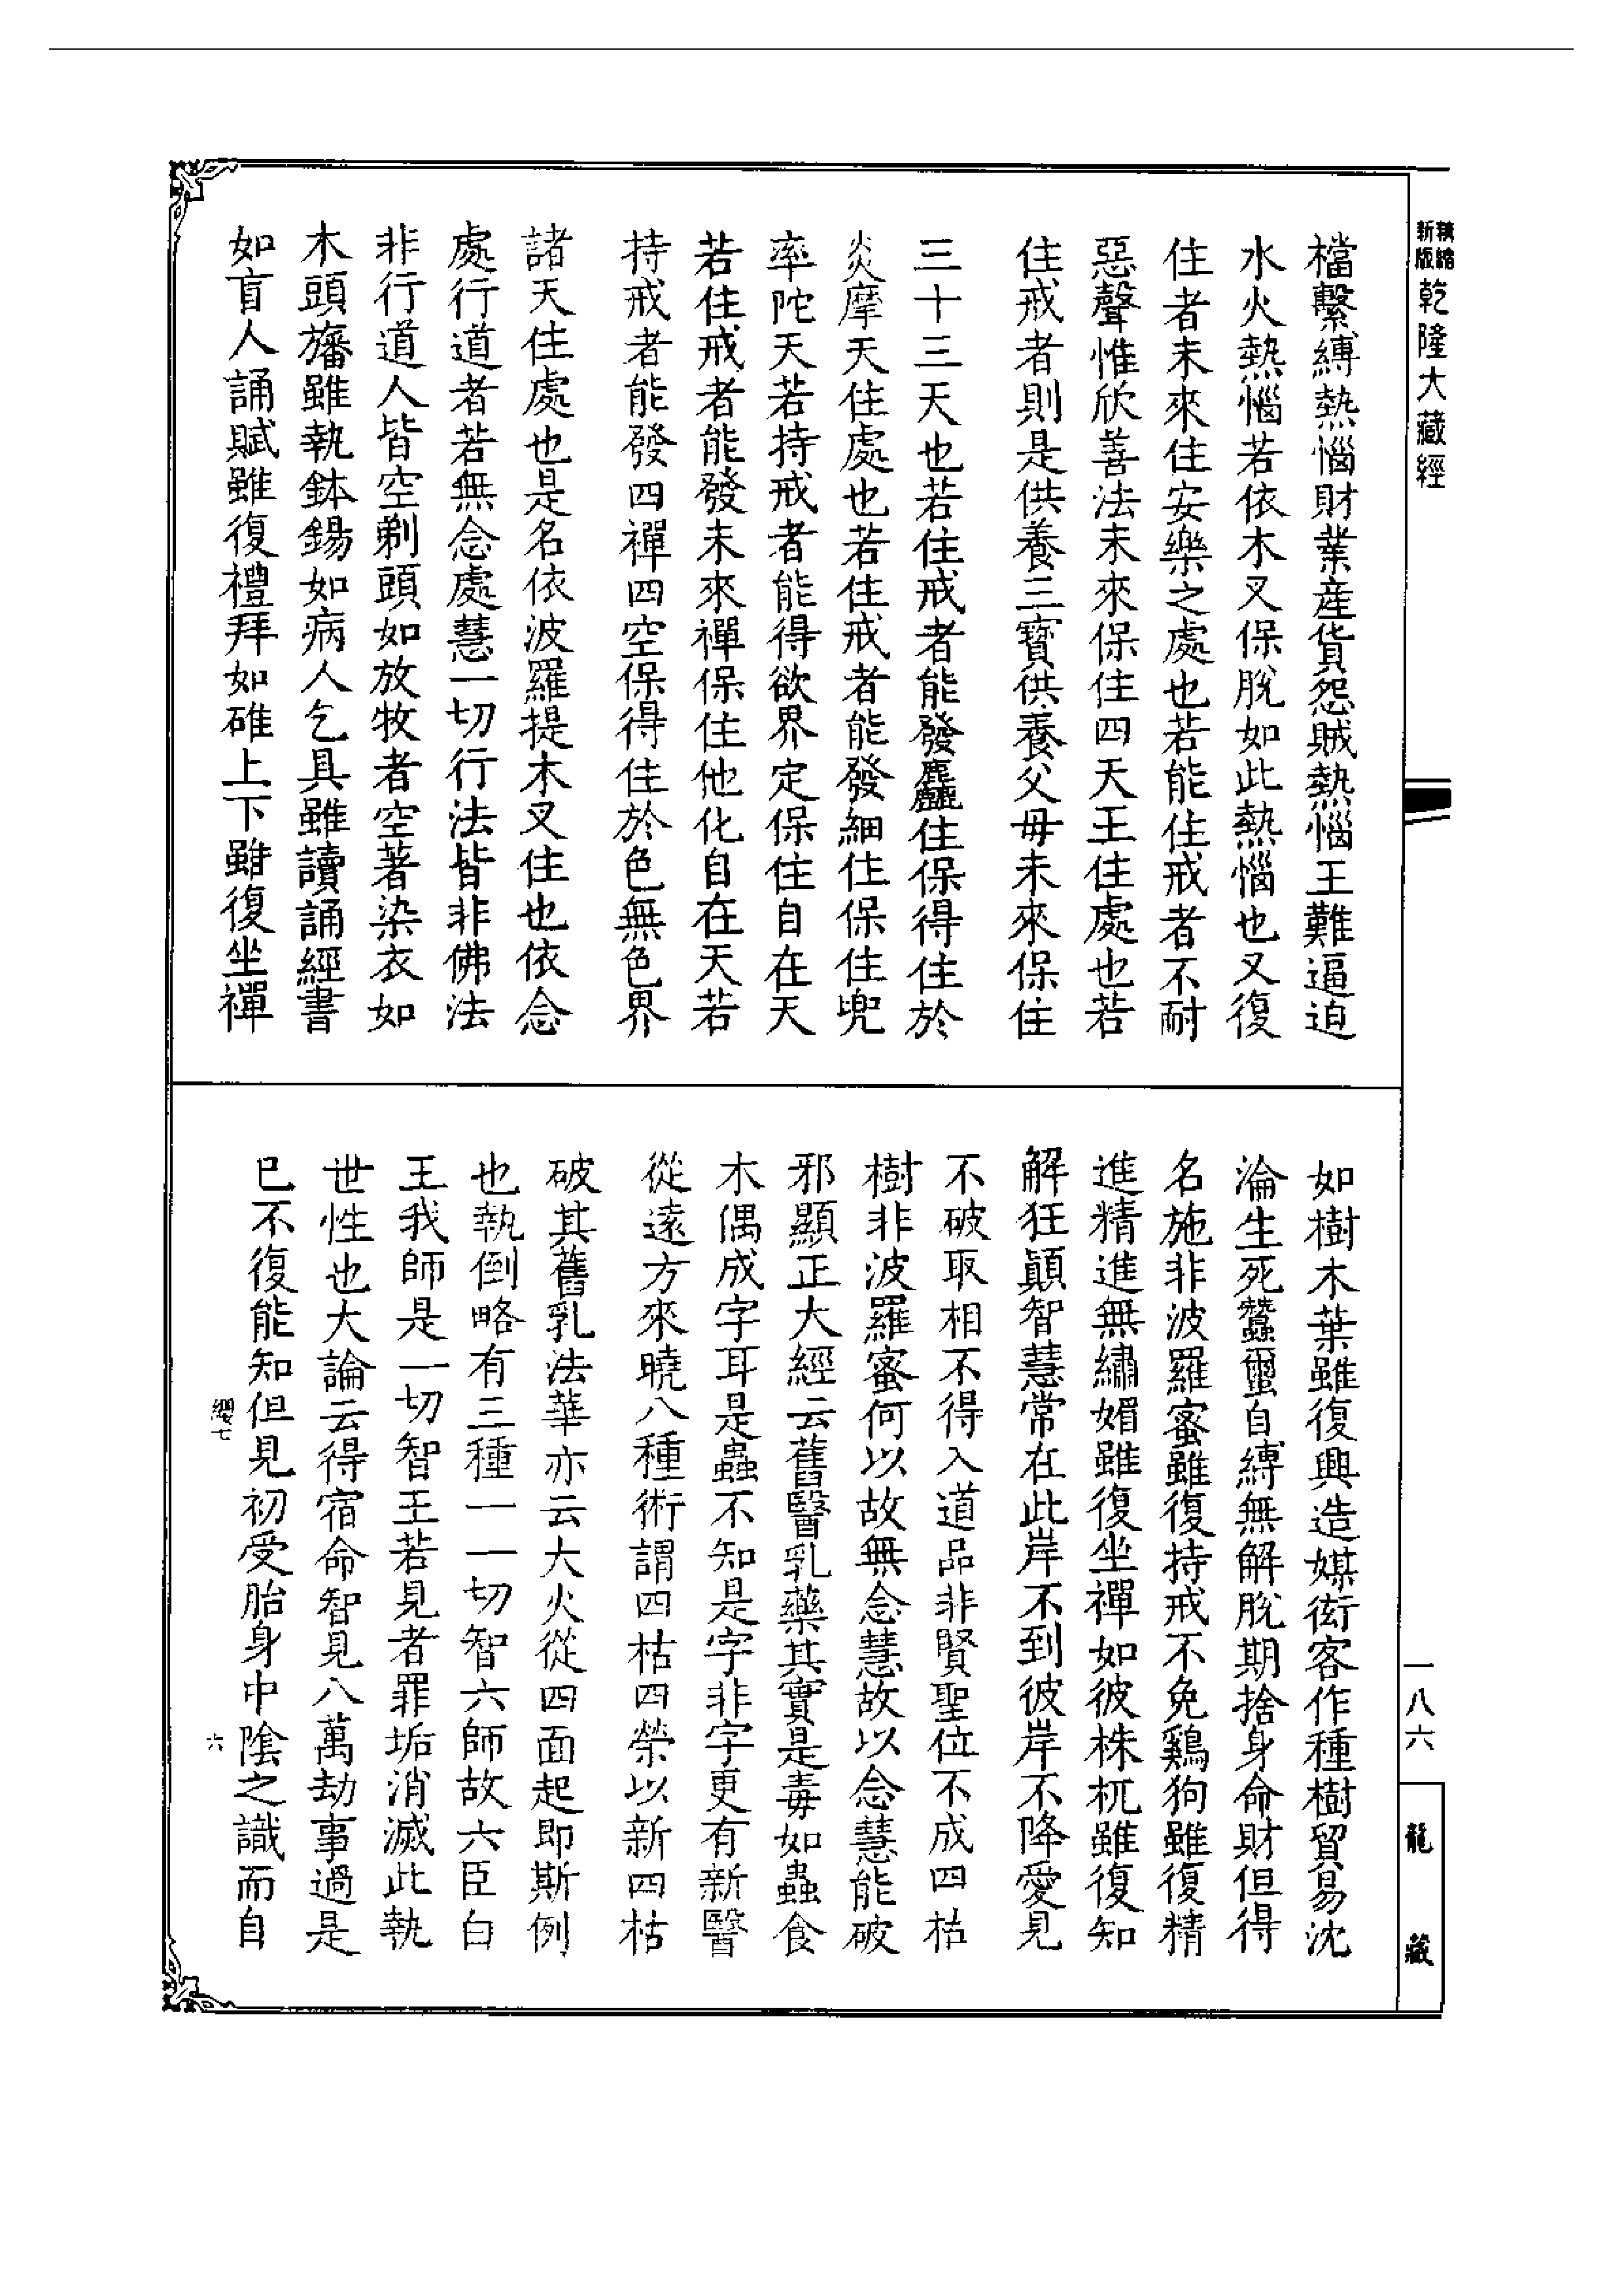 精縮
新版
乾隆大藏經
檔繫縛熱惱財業產貨怨賊熱惱王難逼迫
水火熱惱若依木叉保脫如此熱惱也又復
住者未來住安樂之處也若能住戒者不耐
惡聲惟欣善法未來保住四天王住處也若
住戒者則是供養三寶供養父母未來保住
三十三天也若住戒者能發麤住保得住於
炎摩天住處也若住戒者能發細住保住兜
率陀天若持戒者能得欲界定保住自在天
若住戒者能發未來禪保住他化自在天若
持戒者能發四禪四空保得住於色無色界
諸天住處也是名依波羅提木叉住也依念
處行道者若無念處慧一切行法皆非佛法
非行道人皆空剃頭如放牧者空著染衣如
木頭旛雖執鉢錫如病人乞具雖讀誦經書
如盲人誦賦雖復禮拜如碓上下雖復坐禪
如樹木葉雖復興造媒衒客作種樹貿易沈
淪生死蠶蠒自縛無解脫期捨身命財但得
名施非波羅蜜雖復持戒不免鷄狗雖復精
進精進無繡媚雖復坐禪如彼株杌雖復知
解狂顚智慧常在此岸不到彼岸不降愛見
不破取相不得入道品非賢聖位不成四枯
樹非波羅蜜何以故無念慧故以念慧能破
邪顯正大經云舊醫乳藥其實是毒如蟲食
木偶成字耳是蟲不知是字非字更有新醫
從遠方來曉八種術謂四枯四榮以新四枯
破其舊乳法華亦云大火從四面起即斯例
也執倒略有三種一一切智六師故六臣白
王我師是一切智王若見者罪垢消滅此執
世性也大論云得宿命智見八萬劫事過是
已不復能知但見初受胎身中陰之識而自
纓七
六
一八六
龍藏